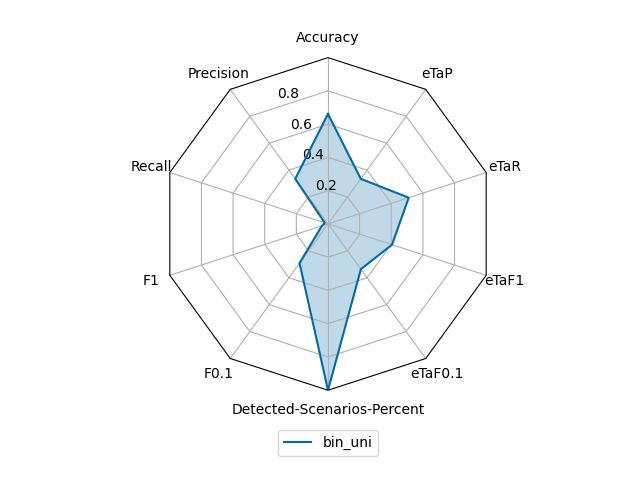 Accuracy
Precision
eTaP
0.8
0.6
0.4
Recall
eTaR
0.2
F1
eTaF1
F0.1
eTaF0.1
Detected-Scenarios-Percent
bin_uni